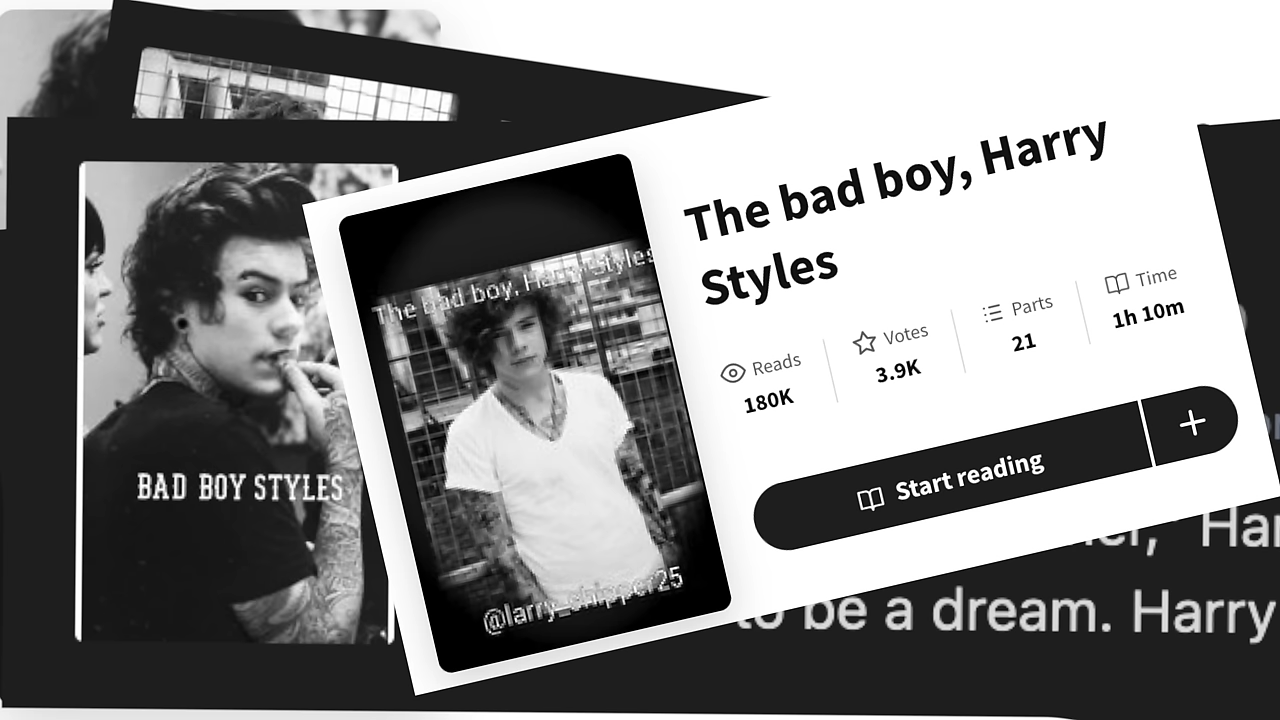 BAD BOY STYLES
The bad boy, Harry Styles
@larry_shipper25
The bad boy, Harry
Styles
Reads
180K
Votes
3.9K
Parts
21
Time
1h 10m
Start reading
to be a dream. Harry